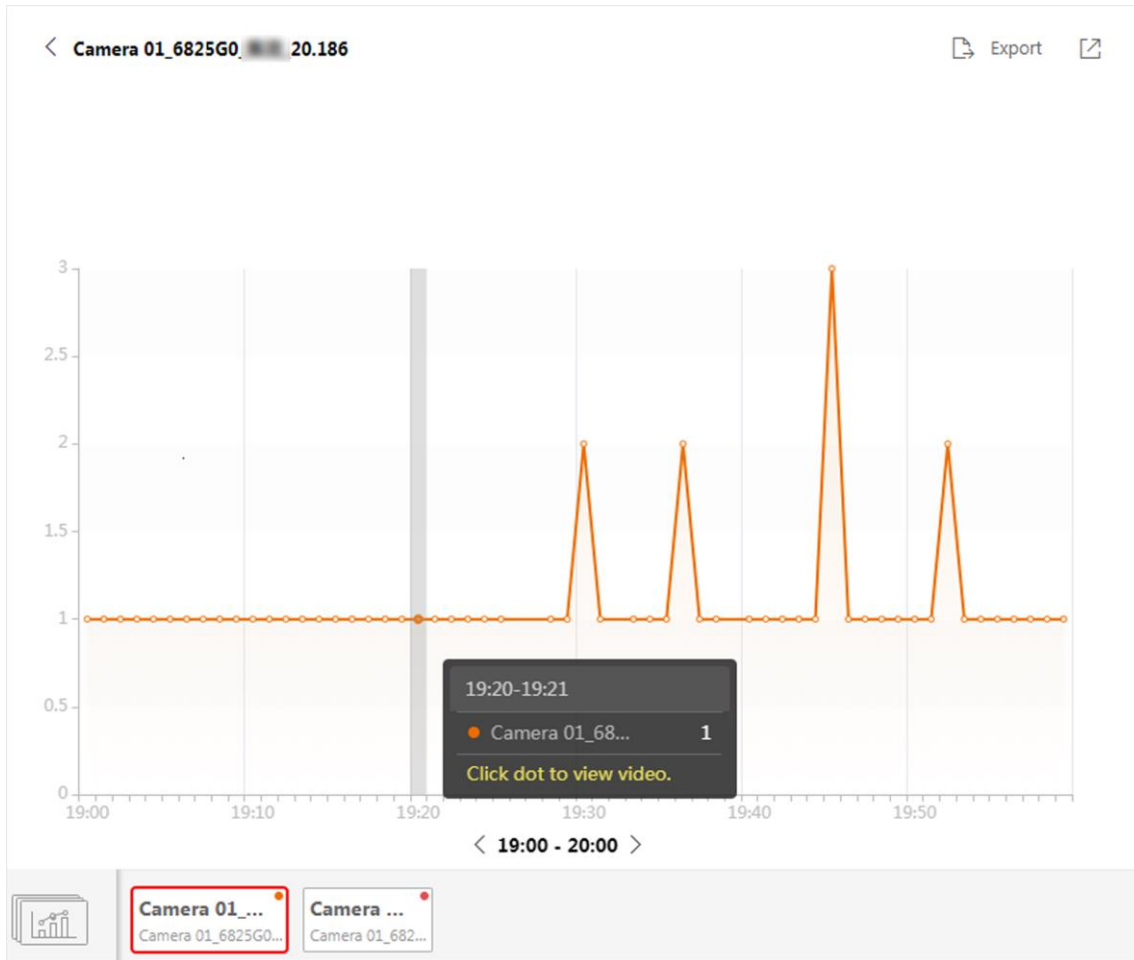 Camera 01_6825G0_ _20.186
Export
3
2.5
2
1.5
1
0.5
0
19:20-19:21
Camera 01_68... 1
Click dot to view video.
19:00 19:10 19:20 19:30 19:40 19:50
19:00 - 20:00
Camera 01_... Camera ...
Camera 01_6825G0... Camera 01_682...